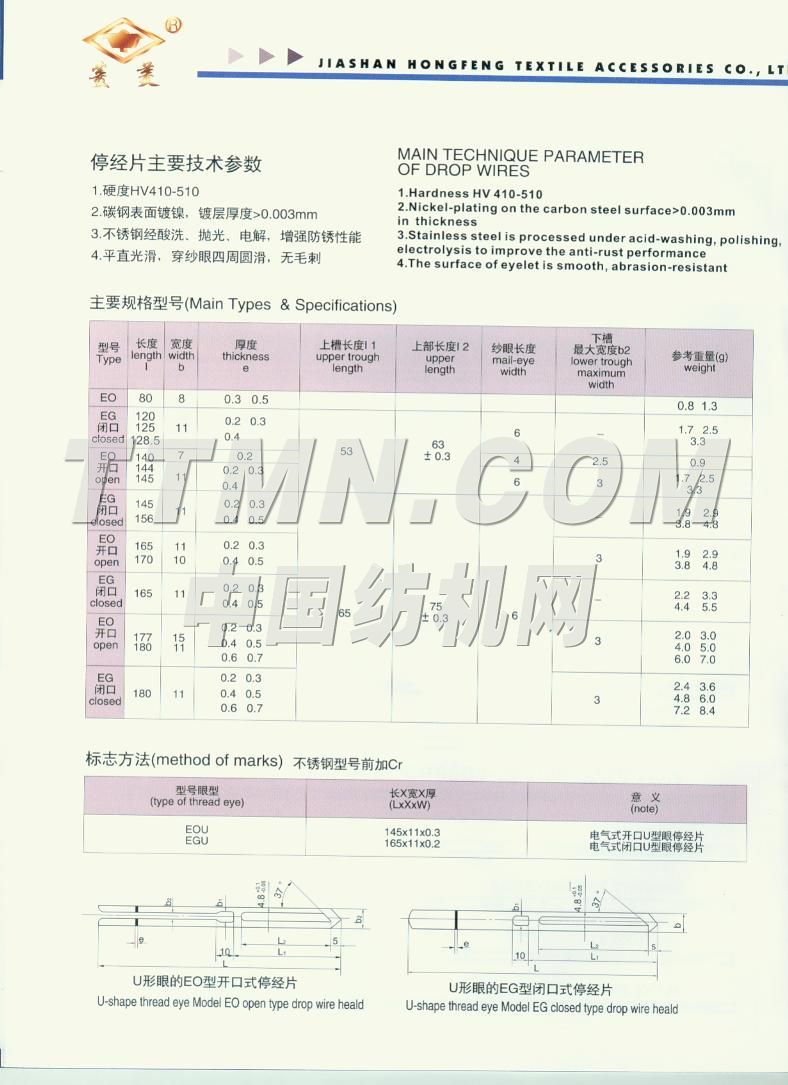 ®
JIASHAN HONGFENG TEXTILE ACCESSORIES CO., LT
停经片主要技术参数
1.硬度HV410-510
2.碳钢表面镀镍，镀层厚度>0.003mm
3.不锈钢经酸洗、抛光、电解，增强防锈性能
4.平直光滑，穿纱眼四周圆滑，无毛刺
MAIN TECHNIQUE PARAMETER
OF DROP WIRES
1.Hardness HV 410-510
2.Nickel-plating on the carbon steel surface>0.003mm
in thickness
3.Stainless steel is processed under acid-washing, polishing,
electrolysis to improve the anti-rust performance
4.The surface of eyelet is smooth, abrasion-resistant
主要规格型号(Main Types & Specifications)
型号 Type 长度 length l 宽度 width b 厚度 thickness e 上槽长度l 1 upper trough length 上部长度l 2 upper length 纱眼长度 mail-eye width 下槽 最大宽度b2 lower trough maximum width 参考重量(g) weight
EO 80 8 0.3 0.5 0.8 1.3
EG 闭口 closed 120 125 128.5 11 0.2 0.3 0.4 53 63 ± 0.3 6 – 1.7 2.5 3.3
EO 开口 open 140 144 145 7 11 0.2 0.2 0.3 0.4 4 6 2.5 3 0.9 1.7 2.5 3.3
EG 闭口 closed 145 156 11 0.2 0.3 0.4 0.5 1.9 2.9 3.8 4.8
EO 开口 open 165 170 11 10 0.2 0.3 0.4 0.5 3 1.9 2.9 3.8 4.8
EG 闭口 closed 165 11 0.2 0.3 0.4 0.5 65 75 ± 0.3 6 – 2.2 3.3 4.4 5.5
EO 开口 open 177 180 15 11 0.2 0.3 0.4 0.5 0.6 0.7 3 2.0 3.0 4.0 5.0 6.0 7.0
EG 闭口 closed 180 11 0.2 0.3 0.4 0.5 0.6 0.7 3 2.4 3.6 4.8 6.0 7.2 8.4
TTMN.COM
中国纺机网
标志方法(method of marks) 不锈钢型号前加Cr
型号眼型 (type of thread eye) 长X宽X厚 (LxXxW) 意 义 (note)
EOU 145x11x0.3 电气式开口U型眼停经片
EGU 165x11x0.2 电气式闭口U型眼停经片
b₁ 4.8 +0.1 -0.05 37° b₂ e 10 L₂ 5 L₁ L
4.8 +0.1 -0.05 37° b e 10 L₂ 5 L₁ L
U形眼的EO型开口式停经片
U-shape thread eye Model EO open type drop wire heald
U形眼的EG型闭口式停经片
U-shape thread eye Model EG closed type drop wire heald